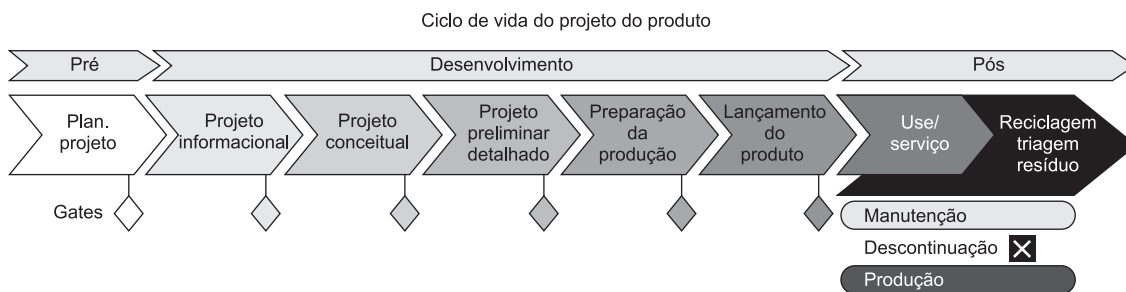 Ciclo de vida do projeto do produto
Pré
Desenvolvimento
Pós
Plan.
projeto
Projeto
informacional
Projeto
conceitual
Projeto
preliminar
detalhado
Preparação
da
produção
Lançamento
do
produto
Use/
serviço
Reciclagem
triagem
resíduo
Gates
Manutenção
Descontinuação
Produção